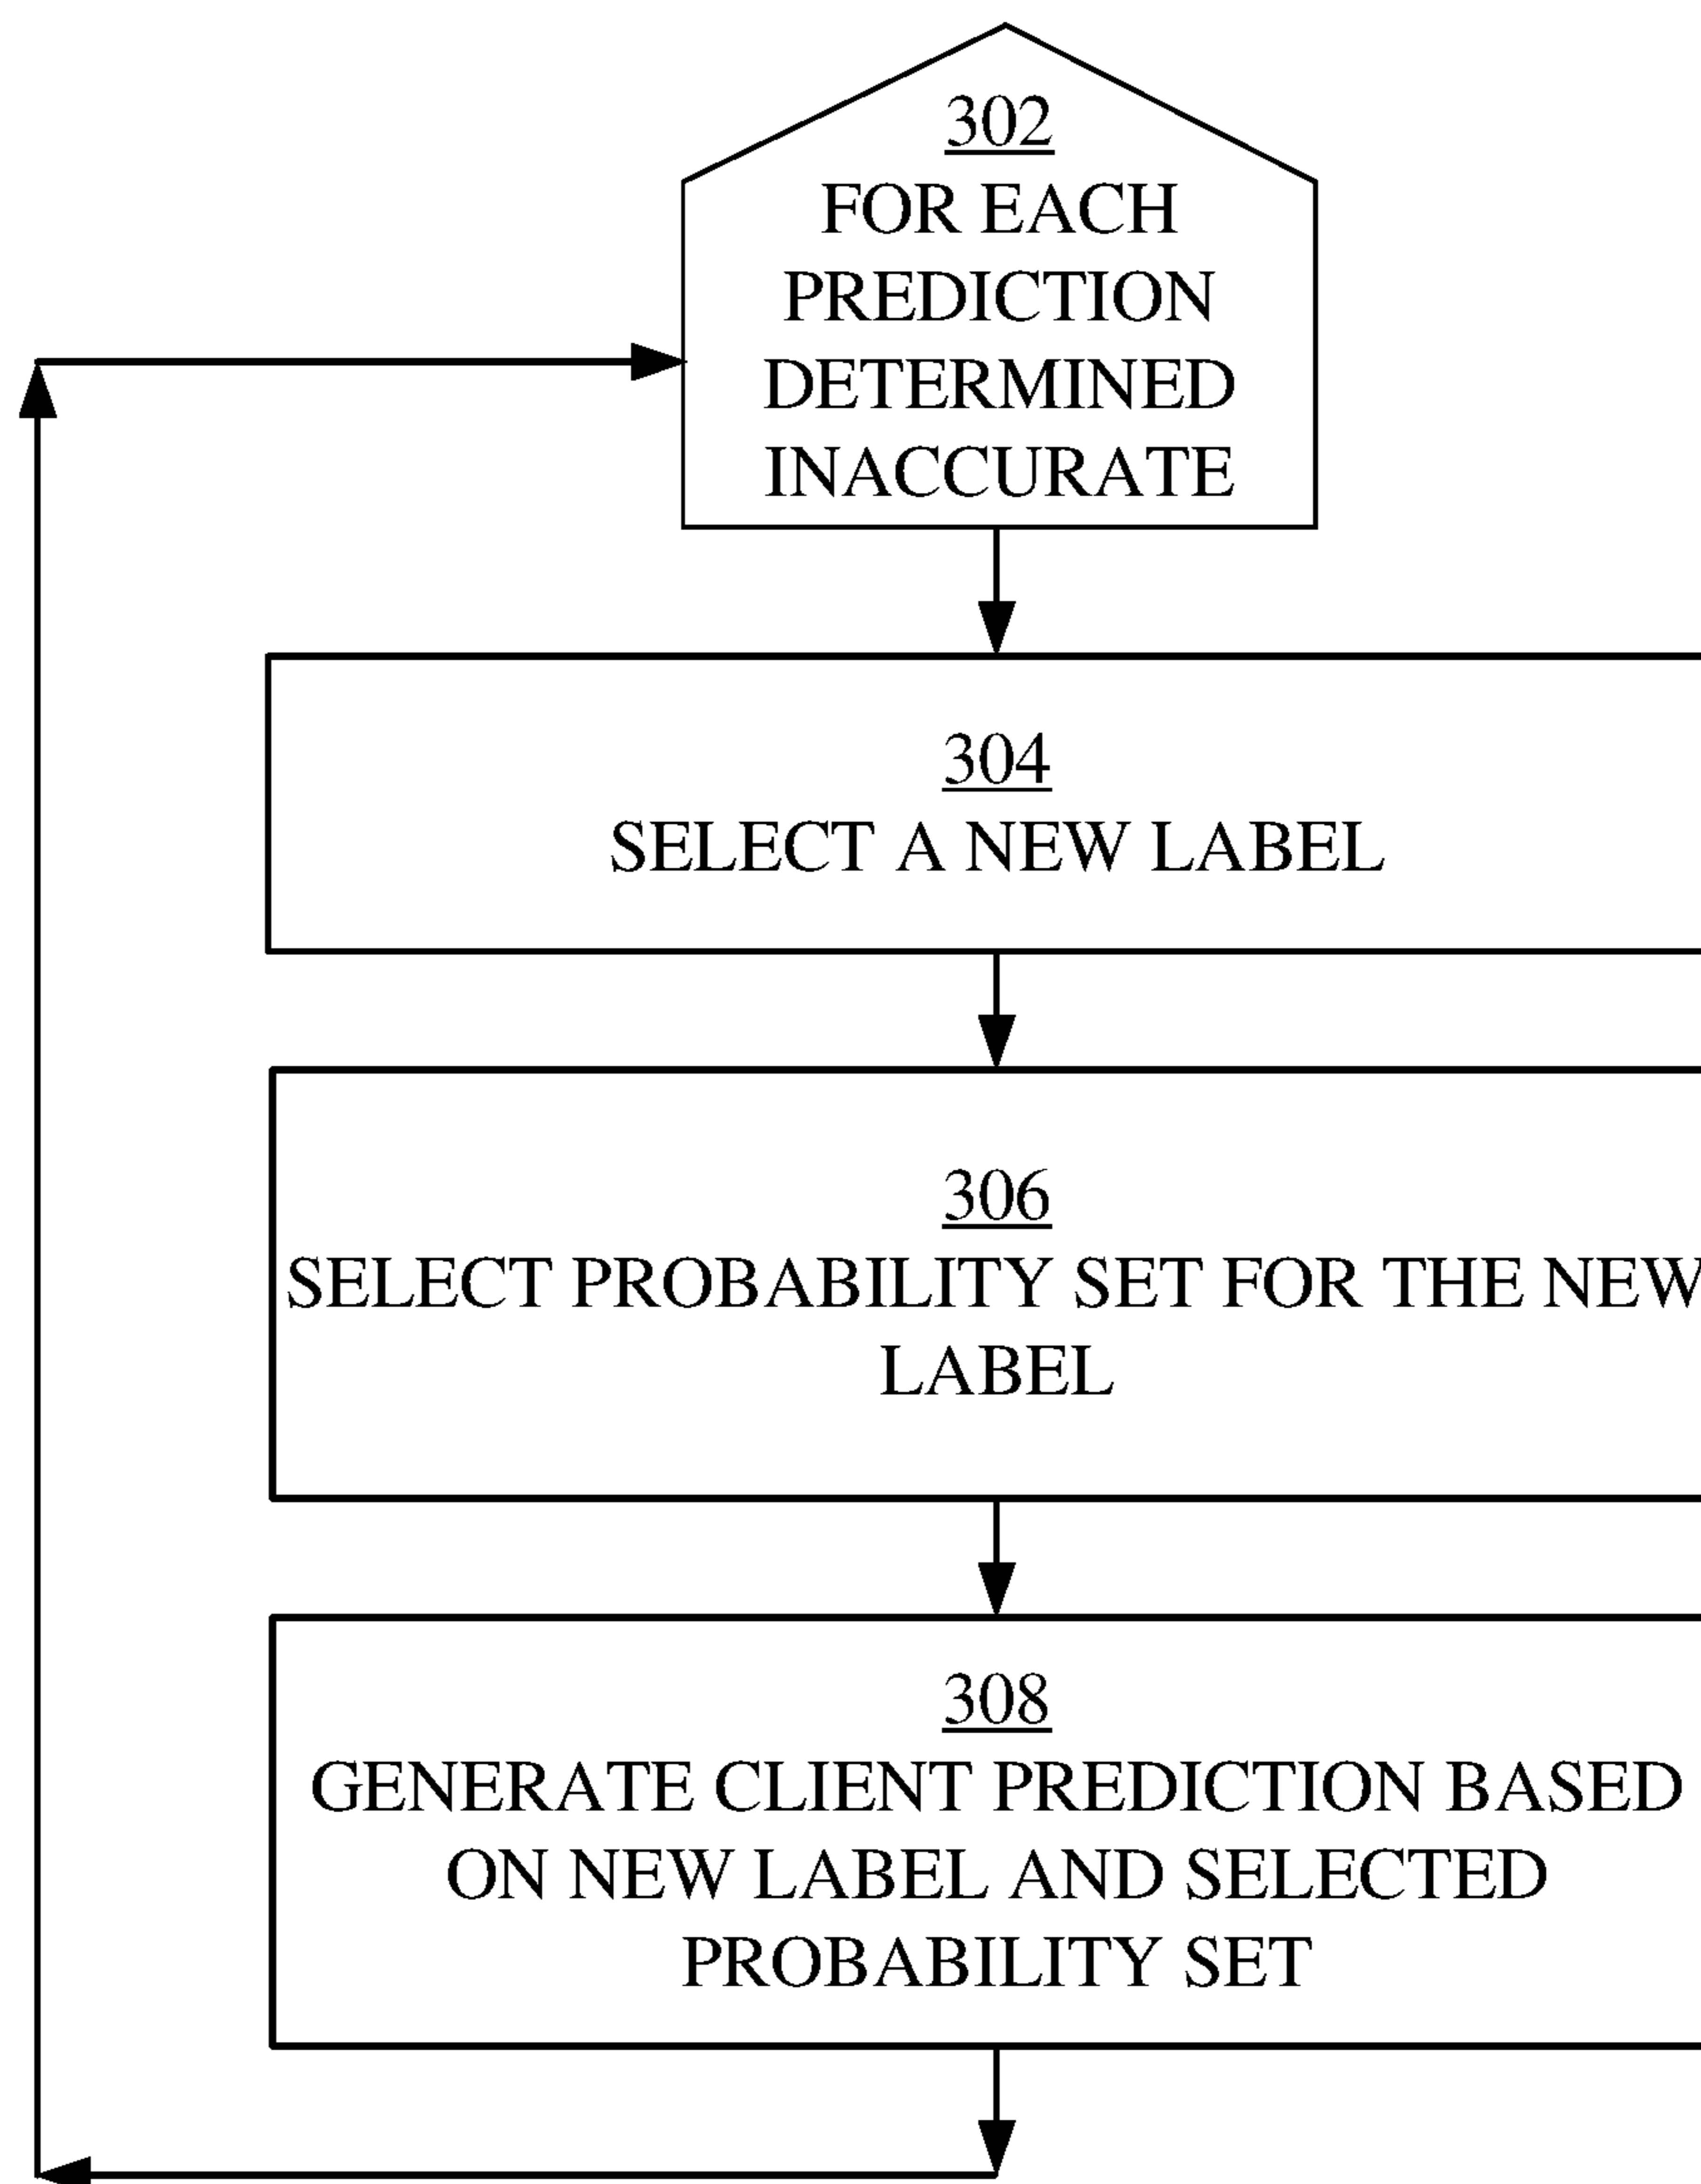 302
FOR EACH
PREDICTION
DETERMINED
INACCURATE
304
SELECT A NEW LABEL
306
SELECT PROBABILITY SET FOR THE NEW
LABEL
308
GENERATE CLIENT PREDICTION BASED
ON NEW LABEL AND SELECTED
PROBABILITY SET